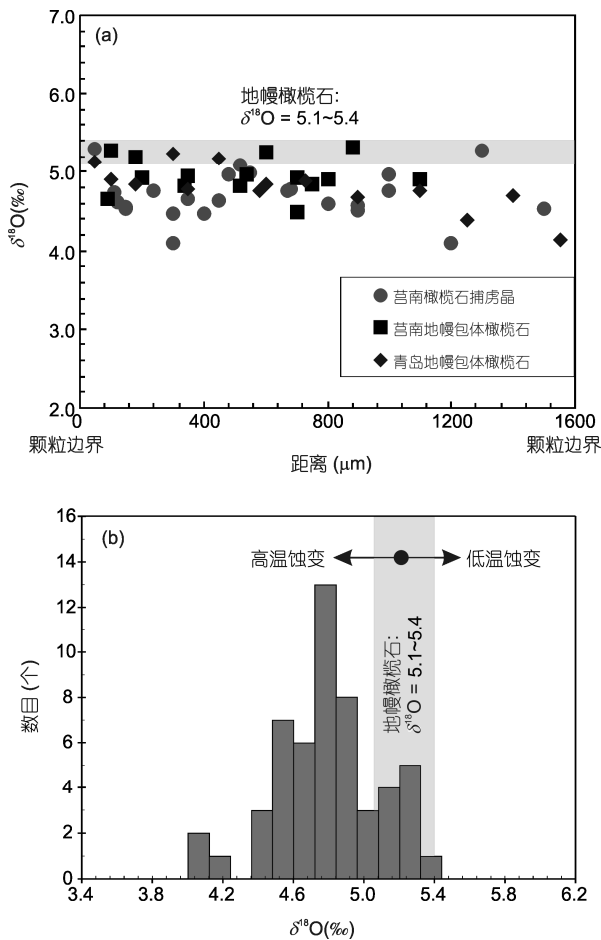 (a)
7.0
地幔橄榄石:
δ¹⁸O = 5.1~5.4
6.0
5.0
4.0
3.0
2.0
δ¹⁸O(‰)
莒南橄榄石捕虏晶
莒南地幔包体橄榄石
青岛地幔包体橄榄石
0 400 800 1200 1600
颗粒边界 颗粒边界
距离 (μm)
(b)
16
14
12
10
8
6
4
2
0
数目 (个)
高温蚀变 低温蚀变
地幔橄榄石:
δ¹⁸O = 5.1~5.4
3.4 3.8 4.2 4.6 5.0 5.4 5.8 6.2
δ¹⁸O(‰)